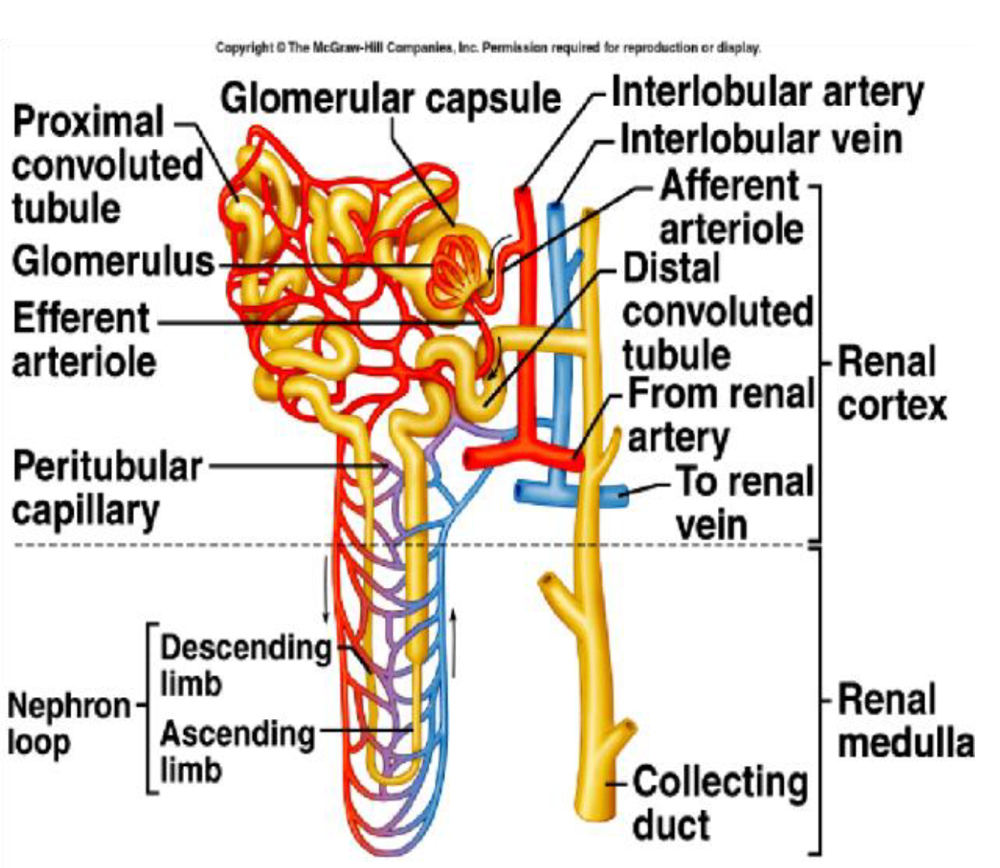 Copyright © The McGraw-Hill Companies, Inc. Permission required for reproduction or display.
Glomerular capsule
Interlobular artery
Interlobular vein
Proximal
convoluted
tubule
Afferent
arteriole
Glomerulus
Distal
convoluted
tubule
Efferent
arteriole
Renal
cortex
From renal
artery
Peritubular
capillary
To renal
vein
Nephron
loop
Descending
limb
Ascending
limb
Renal
medulla
Collecting
duct